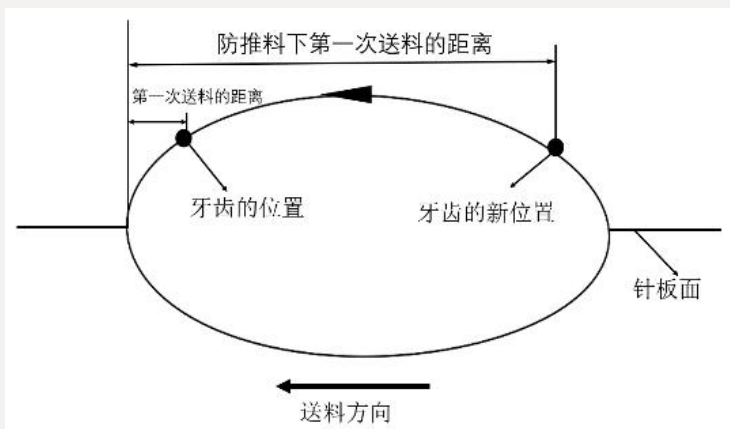 防推料下第一次送料的距离
第一次送料的距离
牙齿的位置
牙齿的新位置
针板面
送料方向